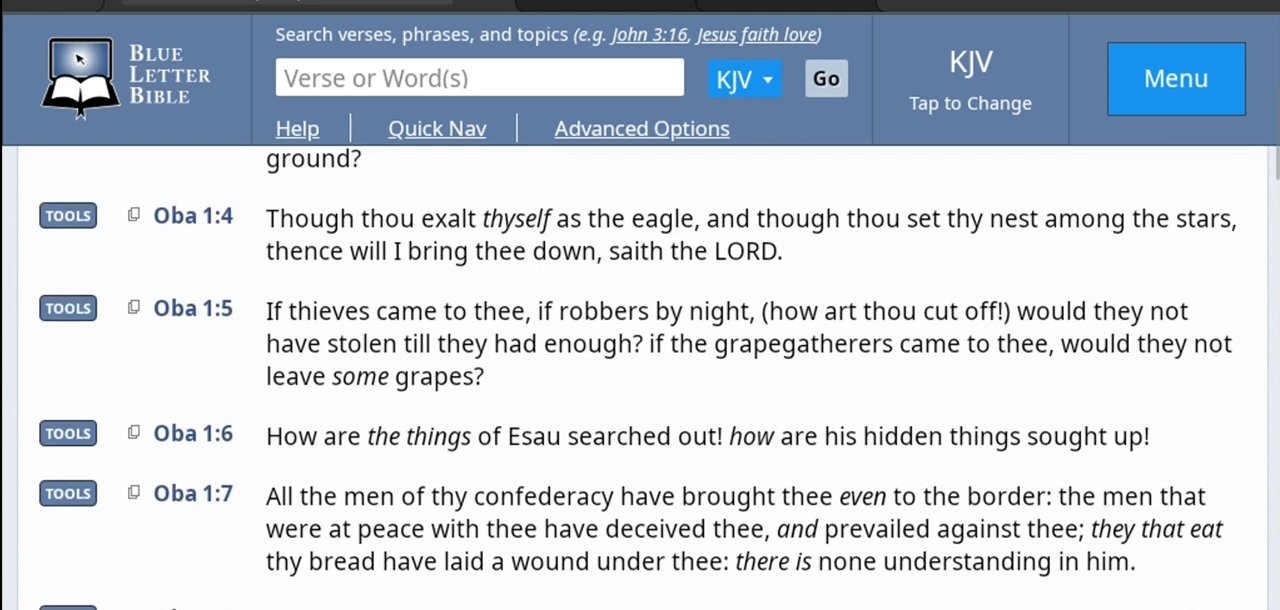 Search verses, phrases, and topics (e.g. John 3:16, Jesus faith love)
BLUE
LETTER
BIBLE
Verse or Word(s)
KJV
Go
Help
Quick Nav
Advanced Options
KJV
Tap to Change
Menu
ground?
TOOLS Oba 1:4 Though thou exalt thyself as the eagle, and though thou set thy nest among the stars,
thence will I bring thee down, saith the LORD.
TOOLS Oba 1:5 If thieves came to thee, if robbers by night, (how art thou cut off!) would they not
have stolen till they had enough? if the grapegatherers came to thee, would they not
leave some grapes?
TOOLS Oba 1:6 How are the things of Esau searched out! how are his hidden things sought up!
TOOLS Oba 1:7 All the men of thy confederacy have brought thee even to the border: the men that
were at peace with thee have deceived thee, and prevailed against thee; they that eat
thy bread have laid a wound under thee: there is none understanding in him.